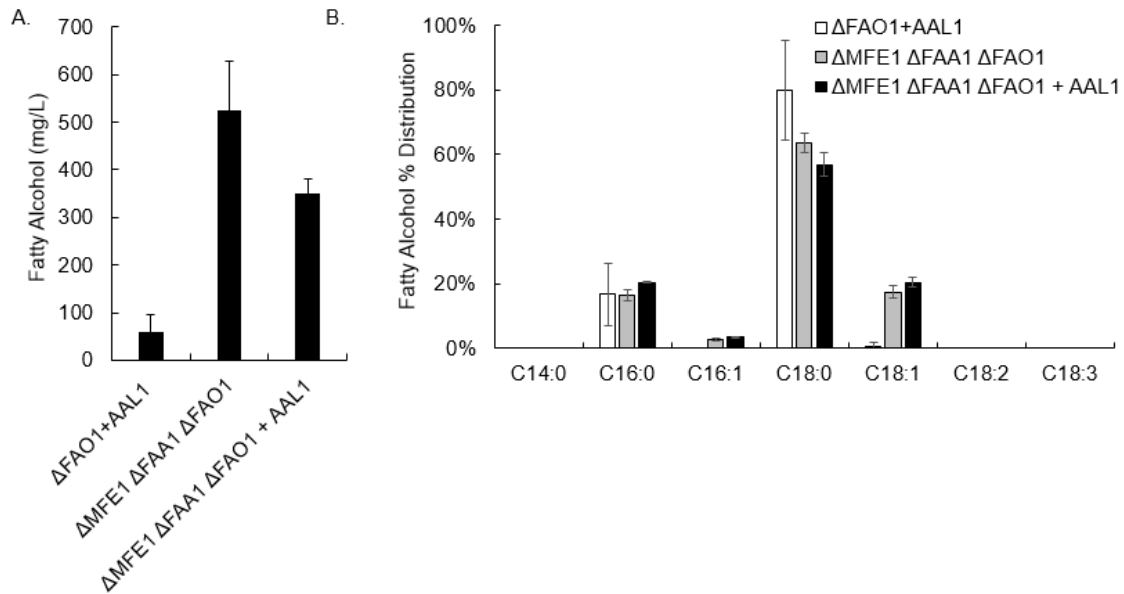 A.
Fatty Alcohol (mg/L)
700
600
500
400
300
200
100
0
ΔFAO1+AAL1
ΔMFE1 ΔFAA1 ΔFAO1
ΔMFE1 ΔFAA1 ΔFAO1 + AAL1
B.
Fatty Alcohol % Distribution
100%
80%
60%
40%
20%
0%
C14:0 C16:0 C16:1 C18:0 C18:1 C18:2 C18:3
ΔFAO1+AAL1
ΔMFE1 ΔFAA1 ΔFAO1
ΔMFE1 ΔFAA1 ΔFAO1 + AAL1